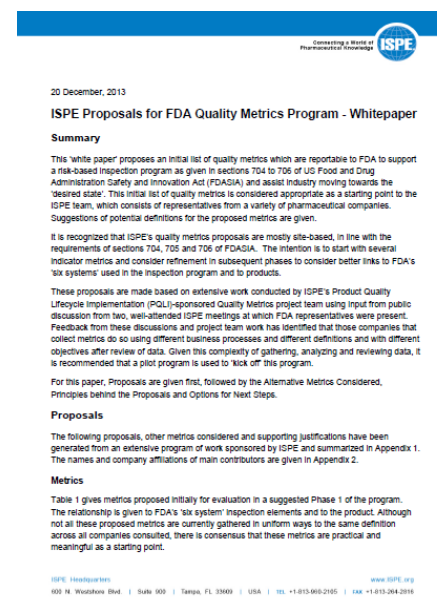 Connecting a World of
Pharmaceutical Knowledge
ISPE
20 December, 2013
ISPE Proposals for FDA Quality Metrics Program - Whitepaper
Summary
This 'white paper' proposes an initial list of quality metrics which are reportable to FDA to support
a risk-based inspection program as given in sections 704 to 706 of US Food and Drug
Administration Safety and Innovation Act (FDASIA) and assist industry moving towards the
'desired state'. This initial list of quality metrics is considered appropriate as a starting point to the
ISPE team, which consists of representatives from a variety of pharmaceutical companies.
Suggestions of potential definitions for the proposed metrics are given.
It is recognized that ISPE's quality metrics proposals are mostly site-based, in line with the
requirements of sections 704, 705 and 706 of FDASIA. The intention is to start with several
indicator metrics and consider refinement in subsequent phases to consider better links to FDA's
'six systems' used in the inspection program and to products.
These proposals are made based on extensive work conducted by ISPE's Product Quality
Lifecycle Implementation (PQLI)-sponsored Quality Metrics project team using input from public
discussion from two, well-attended ISPE meetings at which FDA representatives were present.
Feedback from these discussions and project team work has identified that those companies that
collect metrics do so using different business processes and different definitions and with different
objectives after review of data. Given this complexity of gathering, analyzing and reviewing data, it
is recommended that a pilot program is used to 'kick off' this program.
For this paper, Proposals are given first, followed by the Alternative Metrics Considered,
Principles behind the Proposals and Options for Next Steps.
Proposals
The following proposals, other metrics considered and supporting justifications have been
generated from an extensive program of work sponsored by ISPE and summarized in Appendix 1.
The names and company affiliations of main contributors are given in Appendix 2.
Metrics
Table 1 gives metrics proposed initially for evaluation in a suggested Phase 1 of the program.
The relationship is given to FDA's 'six system' inspection elements and to the product. Although
not all these proposed metrics are currently gathered in uniform ways to the same definition
across all companies consulted, there is consensus that these metrics are practical and
meaningful as a starting point.
ISPE Headquarters www.ISPE.org
600 N. Westshore Blvd. | Suite 900 | Tampa, FL 33609 | USA | TEL +1-813-960-2105 | FAX +1-813-264-2816